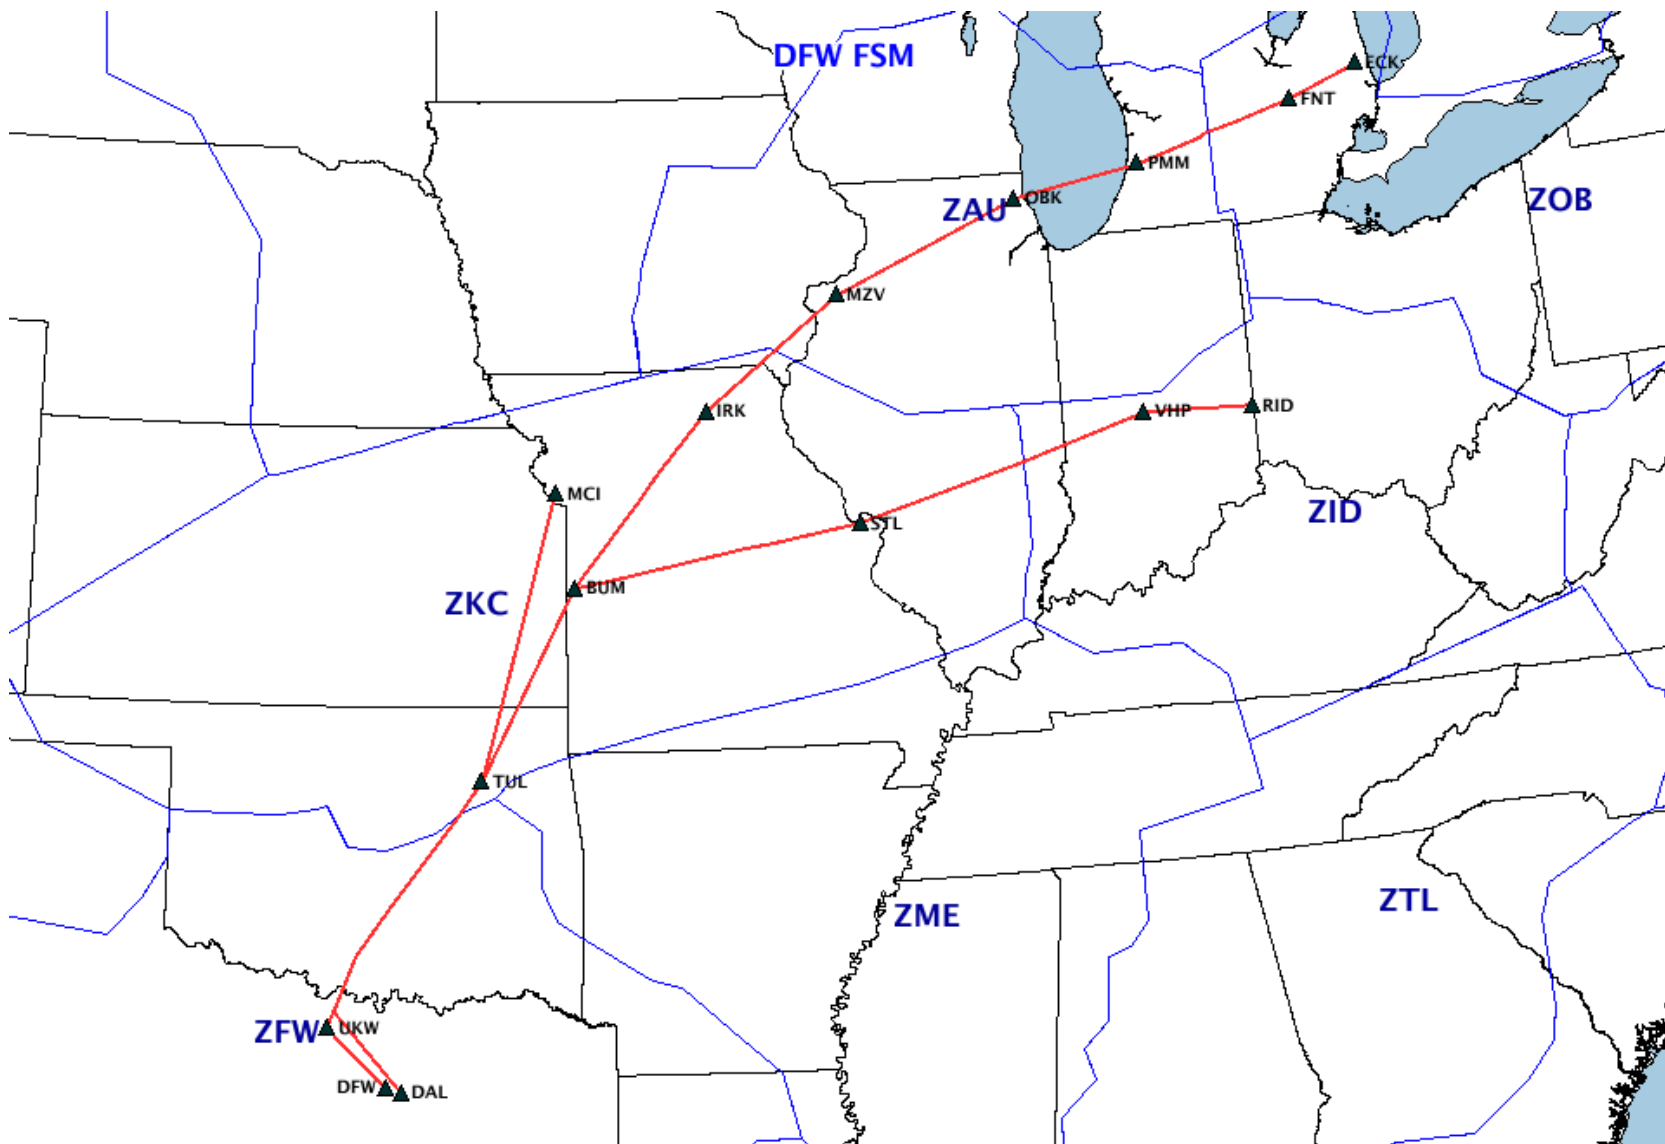 DFW FSM
ECK
FNT
PMM
ZOB
OBK
ZAU
MZV
RID
VHP
IRK
MCI
ZID
STL
BUM
ZKC
TUL
ZTL
ZME
UKW
ZFW
DFW
DAL